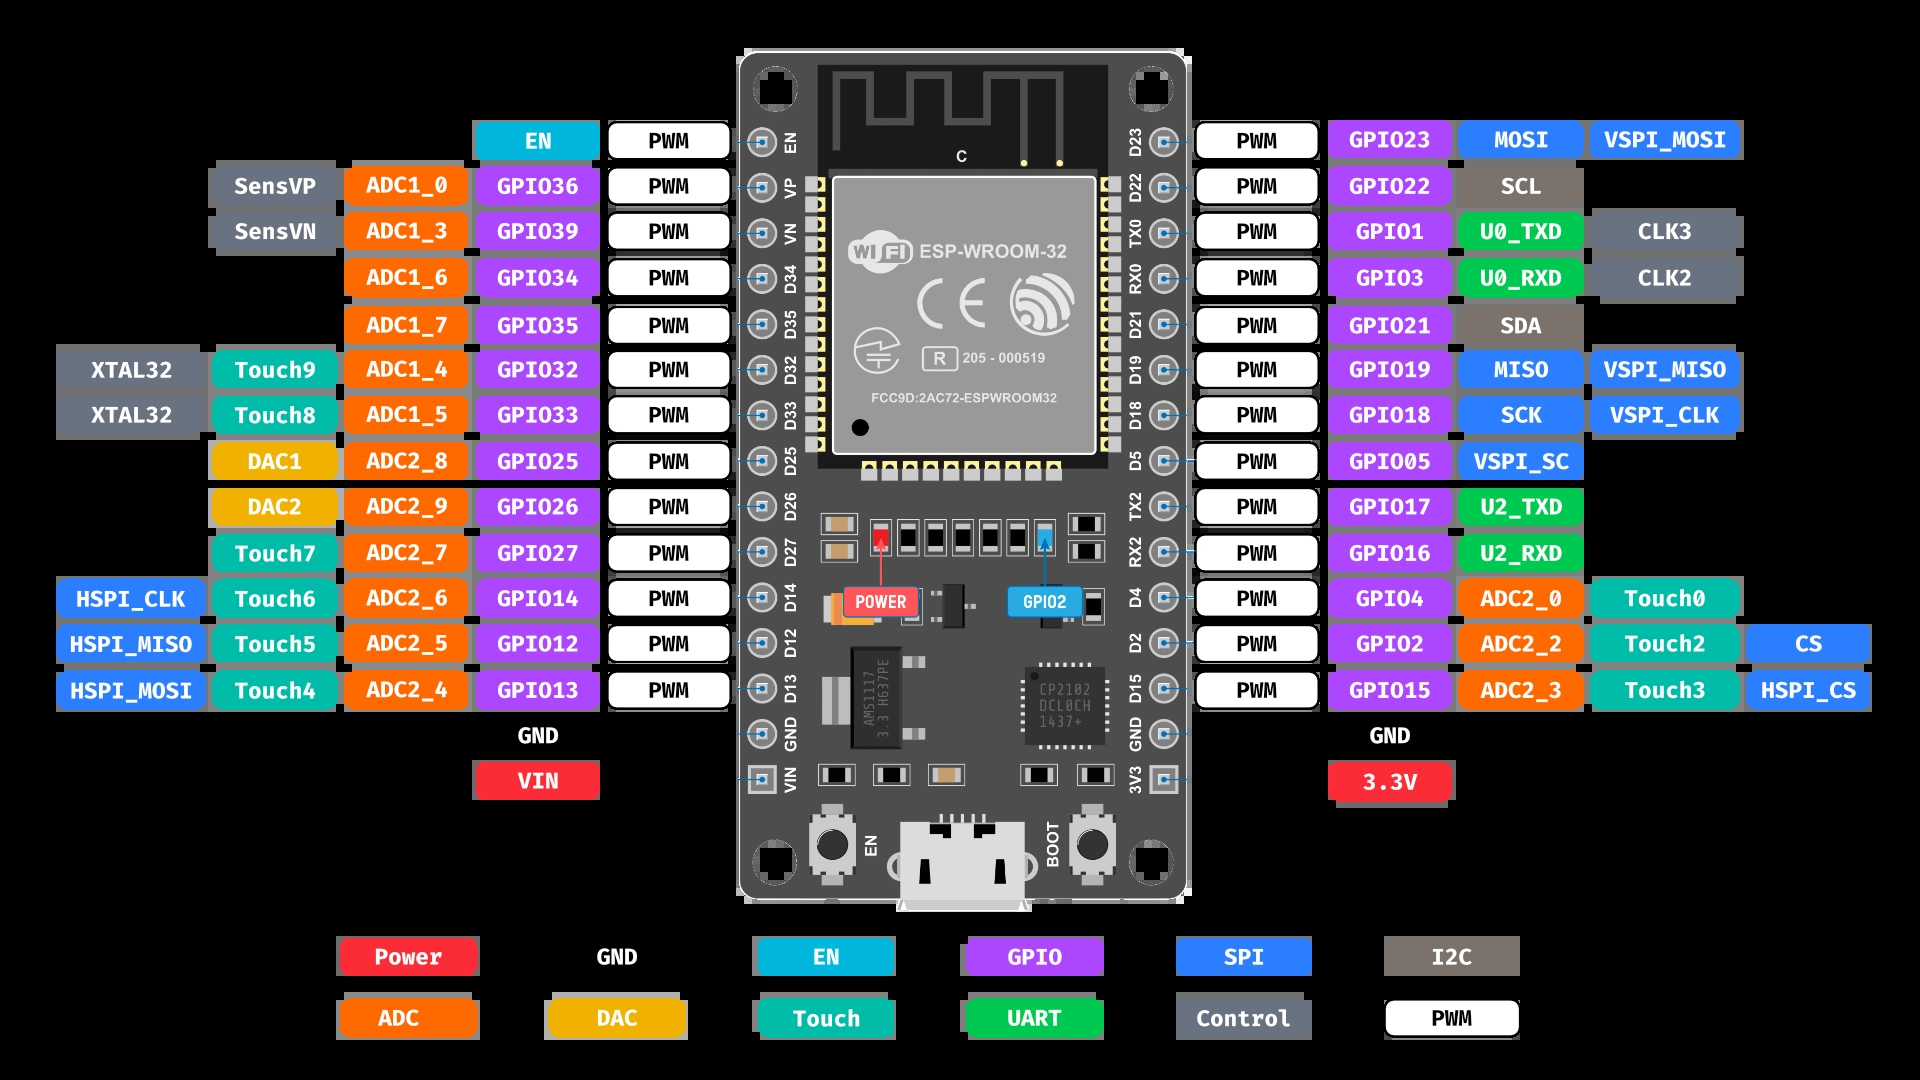 EN PWM EN D23 PWM GPIO23 MOSI VSPI_MOSI
C
SensVP ADC1_0 GPIO36 PWM VP D22 PWM GPIO22 SCL
SensVN ADC1_3 GPIO39 PWM VN TX0 PWM GPIO1 U0_TXD CLK3
WiFi ESP-WROOM-32
ADC1_6 GPIO34 PWM D34 RX0 PWM GPIO3 U0_RXD CLK2
CE
ADC1_7 GPIO35 PWM D35 D21 PWM GPIO21 SDA
R 205 - 000519
XTAL32 Touch9 ADC1_4 GPIO32 PWM D32 D19 PWM GPIO19 MISO VSPI_MISO
FCC9D:2AC72-ESPWROOM32
XTAL32 Touch8 ADC1_5 GPIO33 PWM D33 D18 PWM GPIO18 SCK VSPI_CLK
DAC1 ADC2_8 GPIO25 PWM D25 D5 PWM GPIO05 VSPI_SC
DAC2 ADC2_9 GPIO26 PWM D26 TX2 PWM GPIO17 U2_TXD
Touch7 ADC2_7 GPIO27 PWM D27 RX2 PWM GPIO16 U2_RXD
HSPI_CLK Touch6 ADC2_6 GPIO14 PWM D14 POWER GPIO2 D4 PWM GPIO4 ADC2_0 Touch0
HSPI_MISO Touch5 ADC2_5 GPIO12 PWM D12 D2 PWM GPIO2 ADC2_2 Touch2 CS
HSPI_MOSI Touch4 ADC2_4 GPIO13 PWM D13 D15 PWM GPIO15 ADC2_3 Touch3 HSPI_CS
AMS1117
3.3 H637PE
CP2102
DCL0CH
1437+
GND GND GND GND
VIN VIN 3V3 3.3V
EN BOOT
Power GND EN GPIO SPI I2C
ADC DAC Touch UART Control PWM